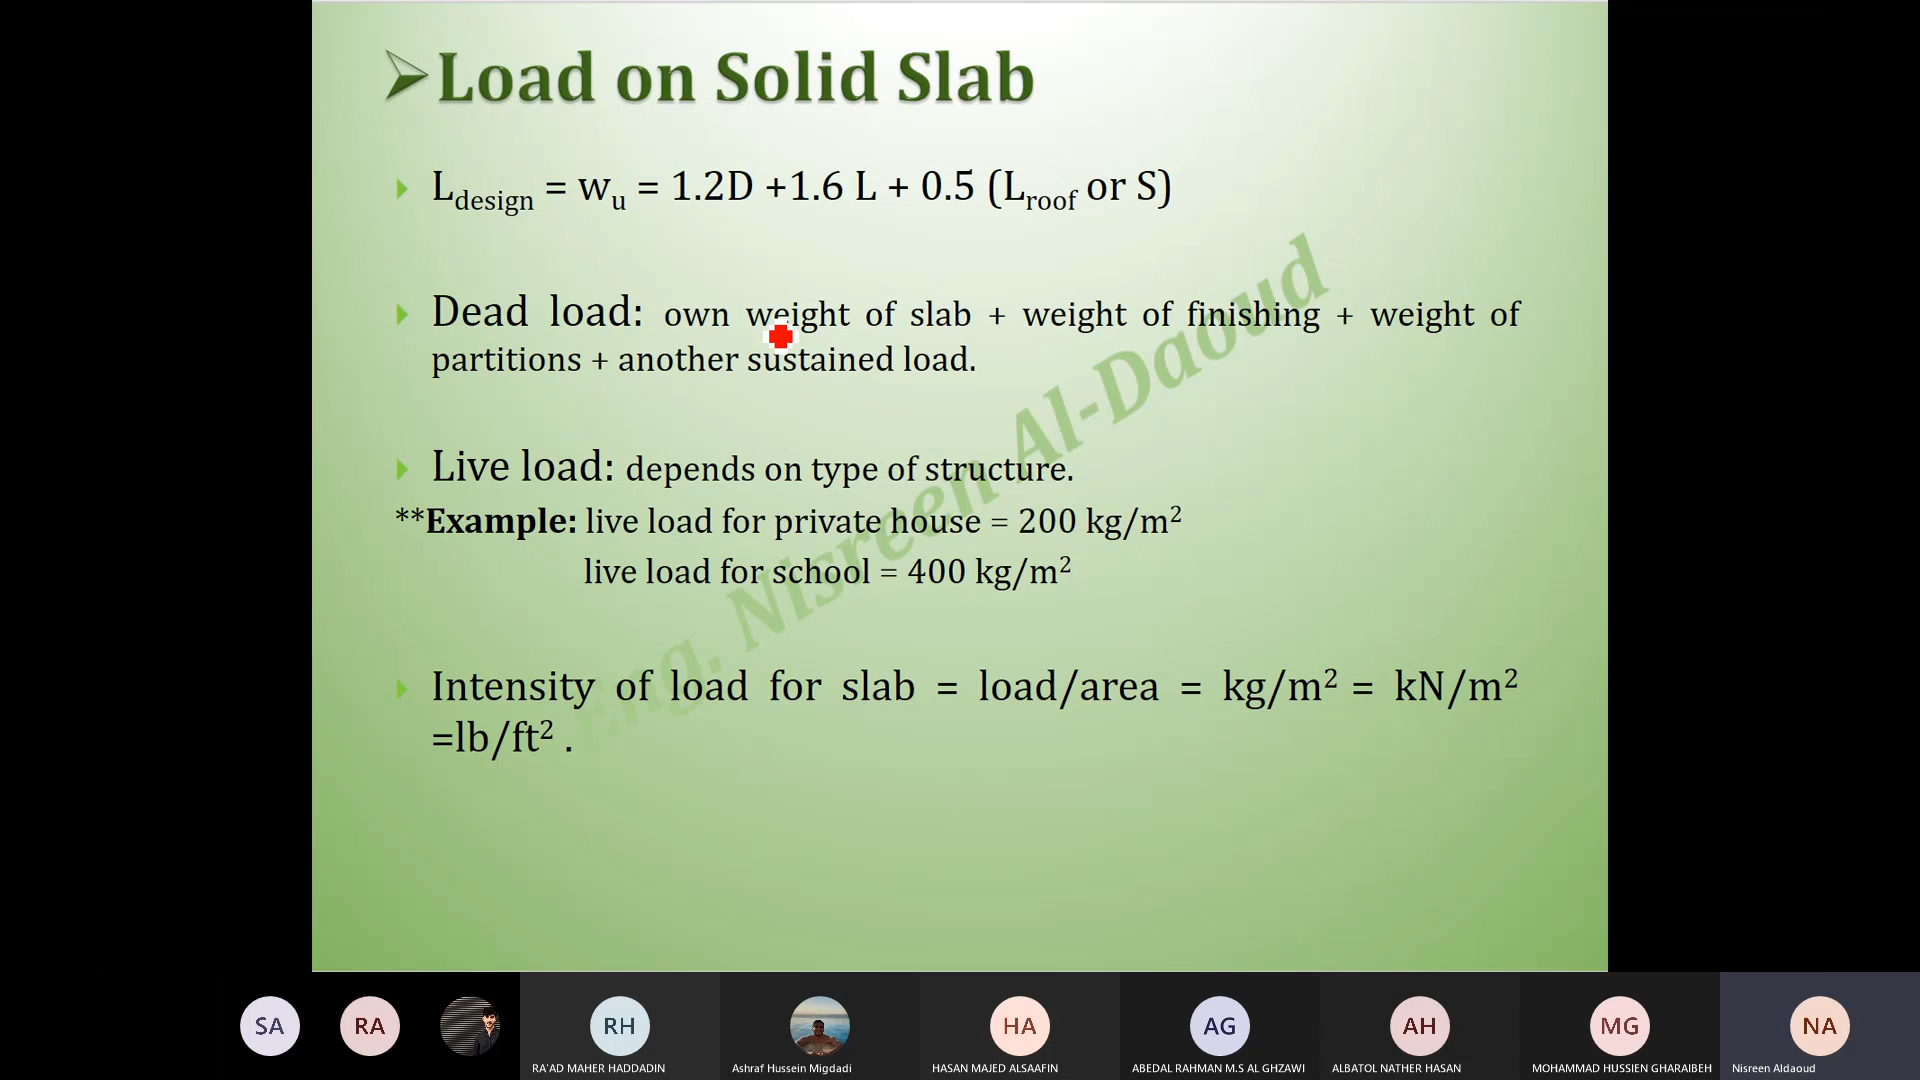 Load on Solid Slab
L_design = w_u = 1.2D +1.6 L + 0.5 (L_roof or S)
Dead load: own weight of slab + weight of finishing + weight of
partitions + another sustained load.
Live load: depends on type of structure.
**Example: live load for private house = 200 kg/m²
live load for school = 400 kg/m²
Intensity of load for slab = load/area = kg/m² = kN/m²
=lb/ft² .
Eng. Nisreen Al-Daoud
SA
RA
RH
HA
AG
AH
MG
NA
RA'AD MAHER HADDADIN
Ashraf Hussein Migdadi
HASAN MAJED ALSAAFIN
ABEDAL RAHMAN M.S AL GHZAWI
ALBATOL NATHER HASAN
MOHAMMAD HUSSIEN GHARAIBEH
Nisreen Aldaoud